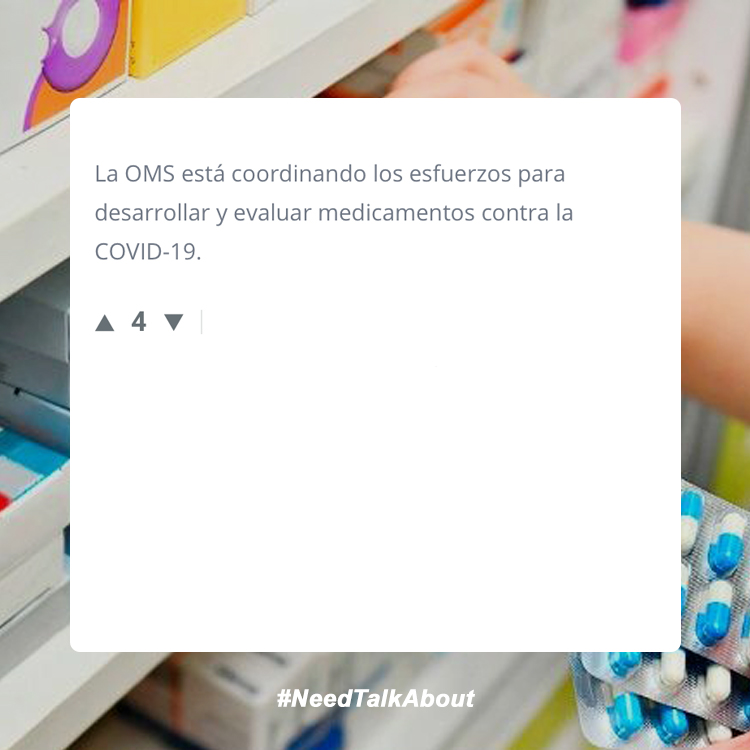 La OMS está coordinando los esfuerzos para
desarrollar y evaluar medicamentos contra la
COVID-19.
▲ 4 ▼
#NeedTalkAbout